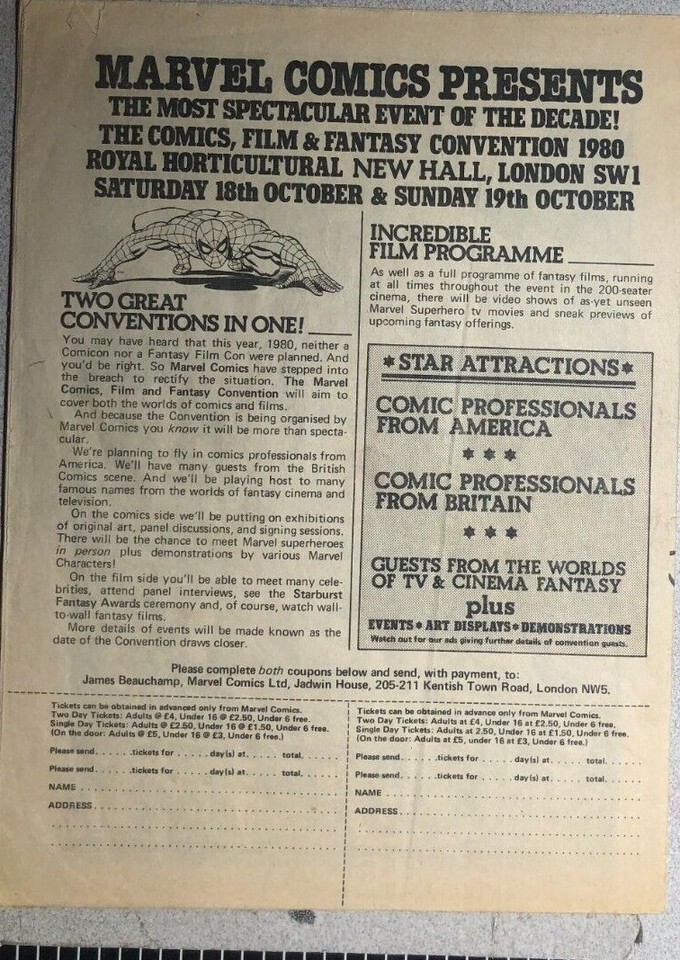 MARVEL COMICS PRESENTS
THE MOST SPECTACULAR EVENT OF THE DECADE!
THE COMICS, FILM & FANTASY CONVENTION 1980
ROYAL HORTICULTURAL NEW HALL, LONDON SW1
SATURDAY 18th OCTOBER & SUNDAY 19th OCTOBER
TWO GREAT
CONVENTIONS IN ONE!
You may have heard that this year, 1980, neither a
Comicon nor a Fantasy Film Con were planned. And
you'd be right. So Marvel Comics have stepped into
the breach to rectify the situation. The Marvel
Comics, Film and Fantasy Convention will aim to
cover both the worlds of comics and films.
And because the Convention is being organised by
Marvel Comics you know it will be more specta-
cular.
We're planning to fly in comics professionals from
America. We'll have many guests from the British
Comics scene. And we'll be playing host to many
famous names from the worlds of fantasy cinema and
television.
On the comics side we'll be putting on exhibitions
of original art, panel discussions, and signing sessions.
There will be the chance to meet Marvel superheroes
in person plus demonstrations by various Marvel
Characters!
On the film side you'll be able to meet many cele-
brities, attend panel interviews, see the Starburst
Fantasy Awards ceremony and, of course, watch wall-
to-wall fantasy films.
More details of events will be made known as the
date of the Convention draws closer.
INCREDIBLE
FILM PROGRAMME
As well as a full programme of fantasy films, running
at all times throughout the event in the 200-seater
cinema, there will be video shows of as-yet unseen
Marvel Superhero tv movies and sneak previews of
upcoming fantasy offerings.
*STAR ATTRACTIONS*
COMIC PROFESSIONALS
FROM AMERICA
* * *
COMIC PROFESSIONALS
FROM BRITAIN
* * *
GUESTS FROM THE WORLDS
OF TV & CINEMA FANTASY
plus
EVENTS * ART DISPLAYS * DEMONSTRATIONS
Watch out for our ads giving further details of convention guests.
Please complete both coupons below and send, with payment, to:
James Beauchamp, Marvel Comics Ltd, Jadwin House, 205-211 Kentish Town Road, London NW5.
Tickets can be obtained in advanced only from Marvel Comics.
Two Day Tickets: Adults @ £4, Under 16 @ £2.50, Under 6 free.
Single Day Tickets: Adults @ £2.50, Under 16 @ £1.50, Under 6 free.
(On the door: Adults @ £5, Under 16 @ £3, Under 6 free.)
Please send......tickets for .....day(s) at..... total......
Please send......tickets for .....day(s) at..... total......
NAME
ADDRESS
Tickets can be obtained in advance only from Marvel Comics.
Two Day Tickets: Adults at £4, Under 16 at £2.50, Under 6 free.
Single Day Tickets: Adults at 2.50, Under 16 at £1.50, Under 6 free.
(On the door: Adults at £5, under 16 at £3, Under 6 free.)
Please send......tickets for .....day(s) at..... total......
Please send......tickets for .....day(s) at..... total......
NAME
ADDRESS